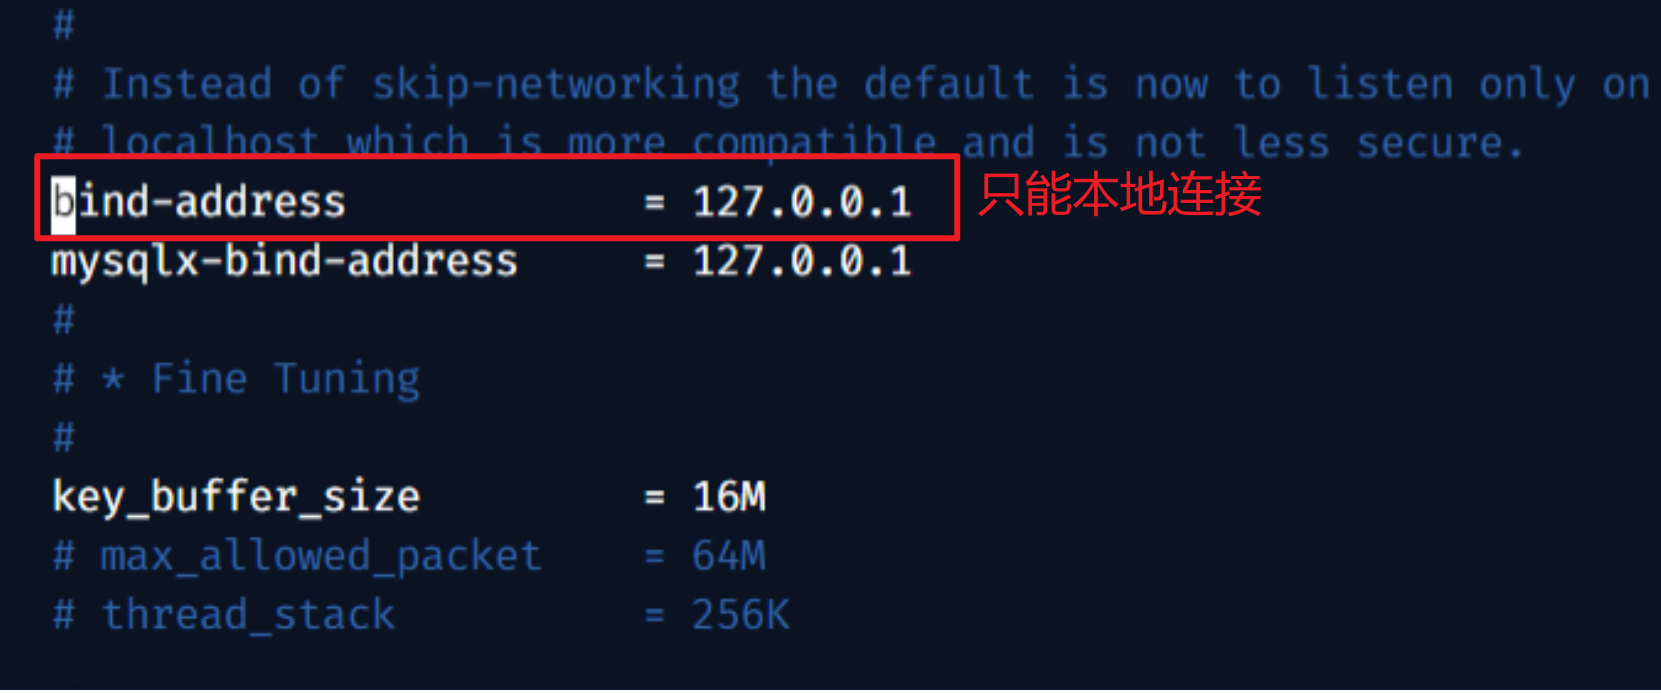 #
# Instead of skip-networking the default is now to listen only on
# localhost which is more compatible and is not less secure.
bind-address = 127.0.0.1 只能本地连接
mysqlx-bind-address = 127.0.0.1
#
# * Fine Tuning
#
key_buffer_size = 16M
# max_allowed_packet = 64M
# thread_stack = 256K